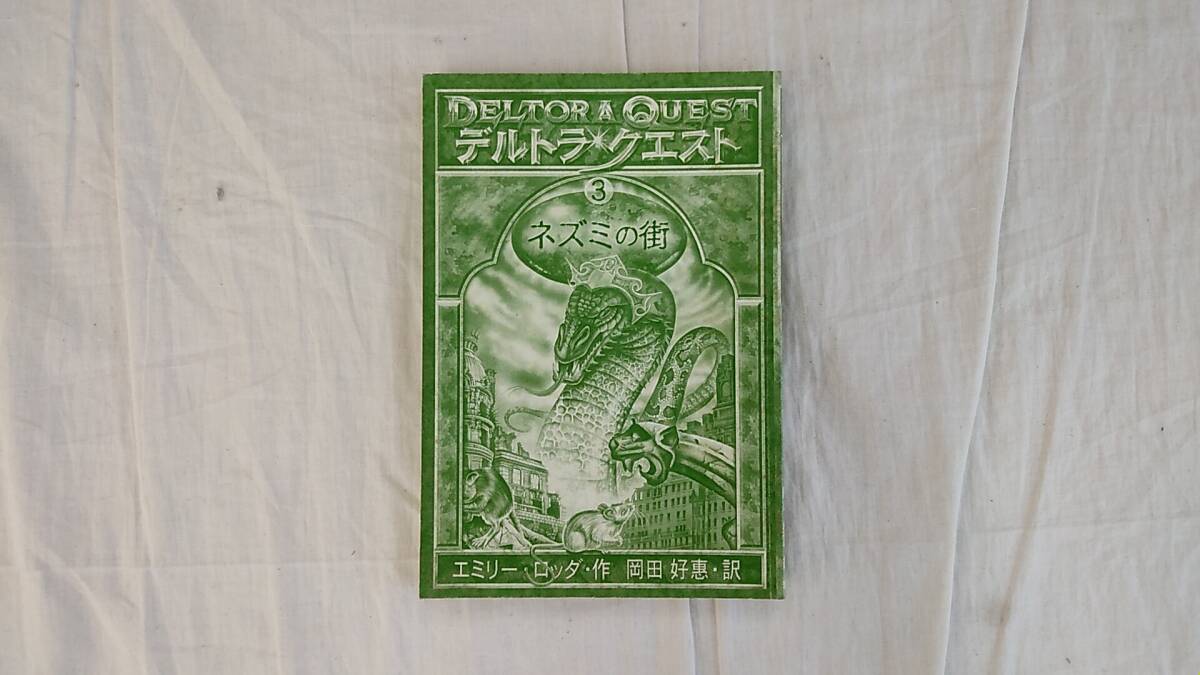 DELTORA QUEST
デルトラ・クエスト
3
ネズミの街
エミリー・ロッダ・作 岡田 好惠・訳